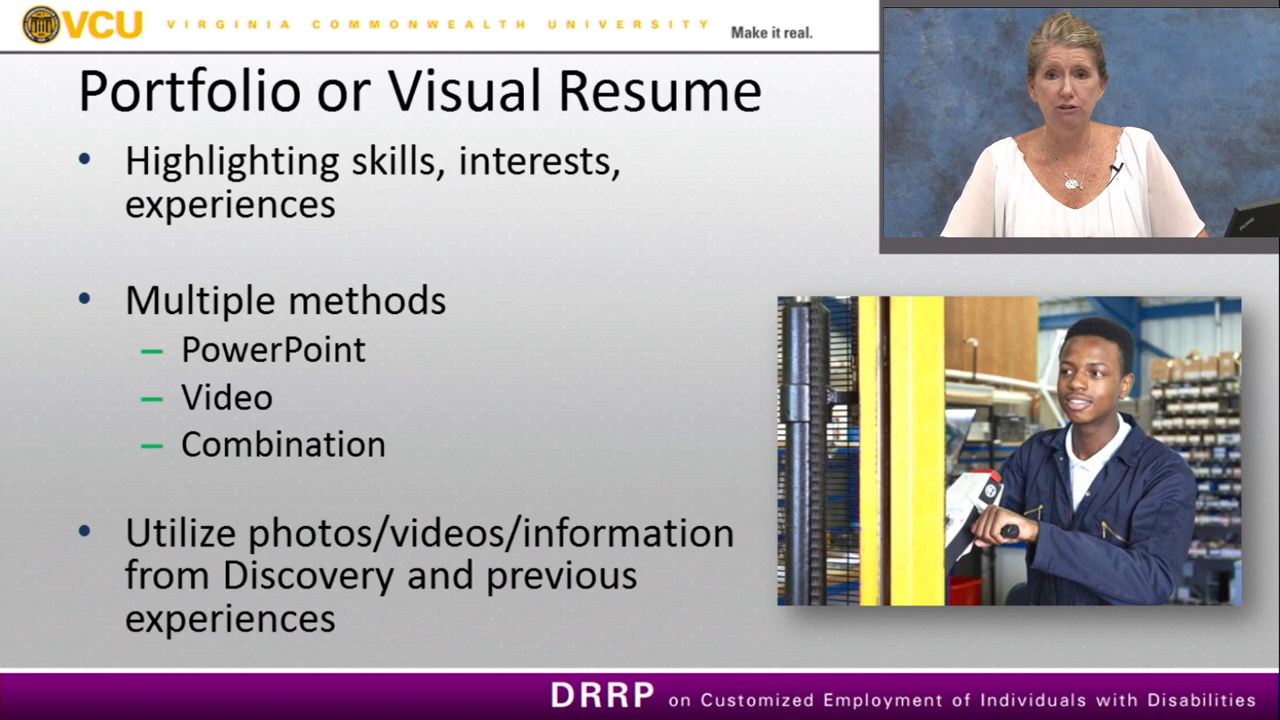 VCU VIRGINIA COMMONWEALTH UNIVERSITY
Make it real.
Portfolio or Visual Resume
• Highlighting skills, interests,
experiences
• Multiple methods
– PowerPoint
– Video
– Combination
• Utilize photos/videos/information
from Discovery and previous
experiences
DRRP on Customized Employment of Individuals with Disabilities